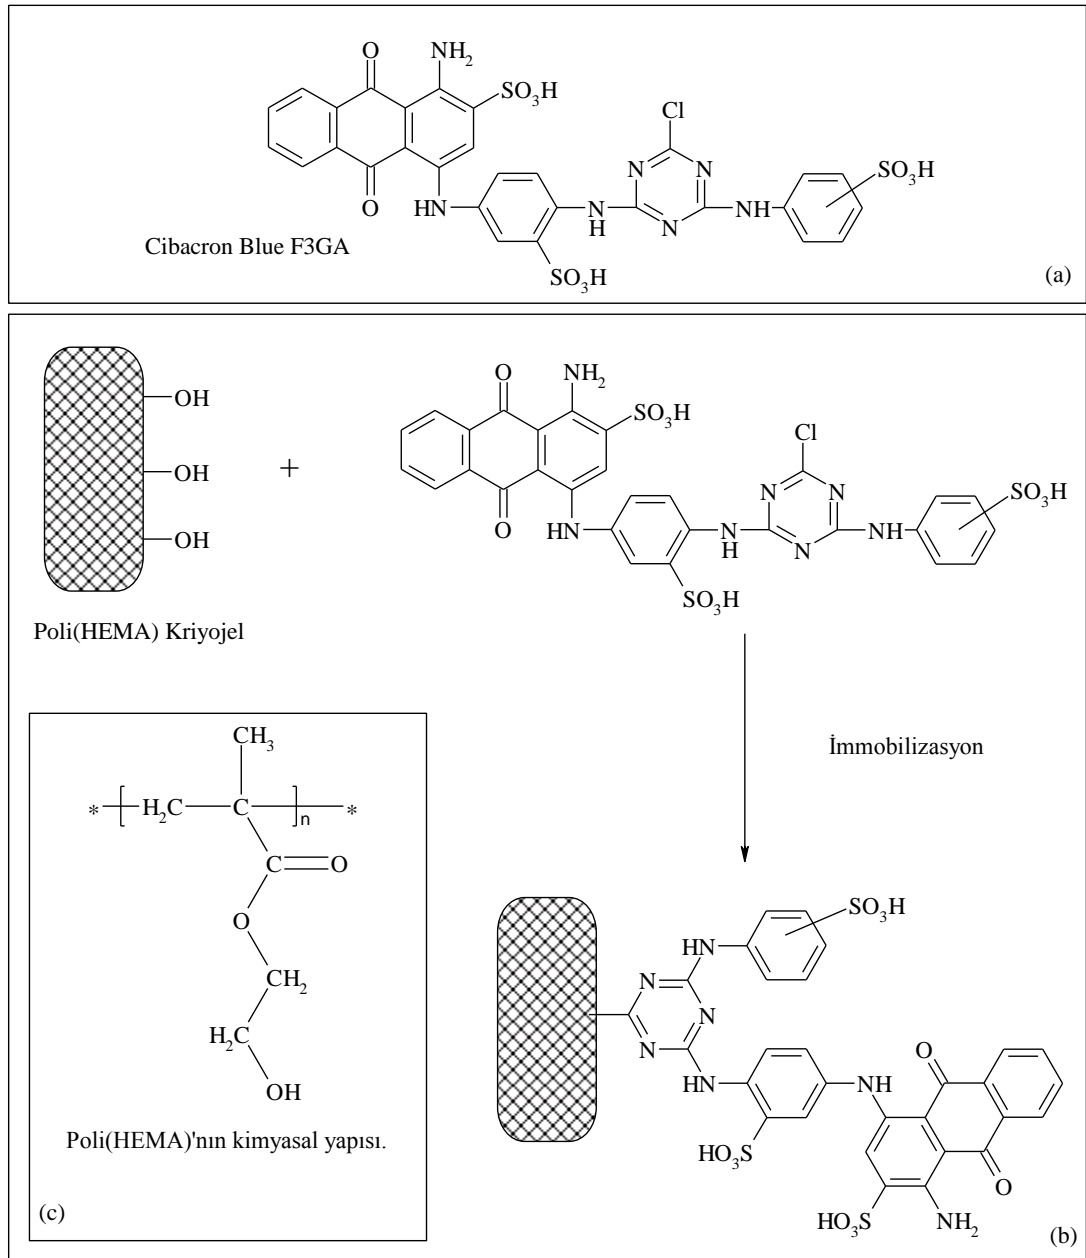 O
NH2
SO3H
Cl
N
N
SO3H
O
HN
N
H
N
NH
Cibacron Blue F3GA
SO3H
(a)
OH
OH
OH
+
O
NH2
SO3H
Cl
N
N
SO3H
O
HN
N
H
N
NH
SO3H
Poli(HEMA) Kriyojel
İmmobilizasyon
CH3
* H2C C n *
C O
O
CH2
H2C
OH
Poli(HEMA)'nın kimyasal yapısı.
(c)
SO3H
HN
N
N
N
NH
NH
O
HO3S
O
HO3S
NH2
(b)